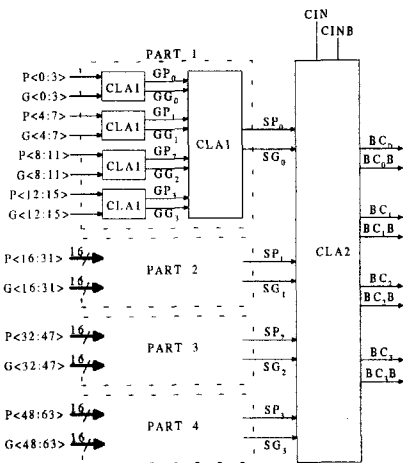 CIN
CINB
PART 1
P<0:3>
G<0:3>
CLA1
GP0
GG0
P<4:7>
G<4:7>
CLA1
GP1
GG1
P<8:11>
G<8:11>
CLA1
GP2
GG2
P<12:15>
G<12:15>
CLA1
GP3
GG3
CLA1
SP0
SG0
P<16:31> 16
G<16:31> 16
PART 2
SP1
SG1
P<32:47> 16
G<32:47> 16
PART 3
SP2
SG2
P<48:63> 16
G<48:63> 16
PART 4
SP3
SG3
CLA2
BC0
BC0B
BC1
BC1B
BC2
BC2B
BC3
BC3B